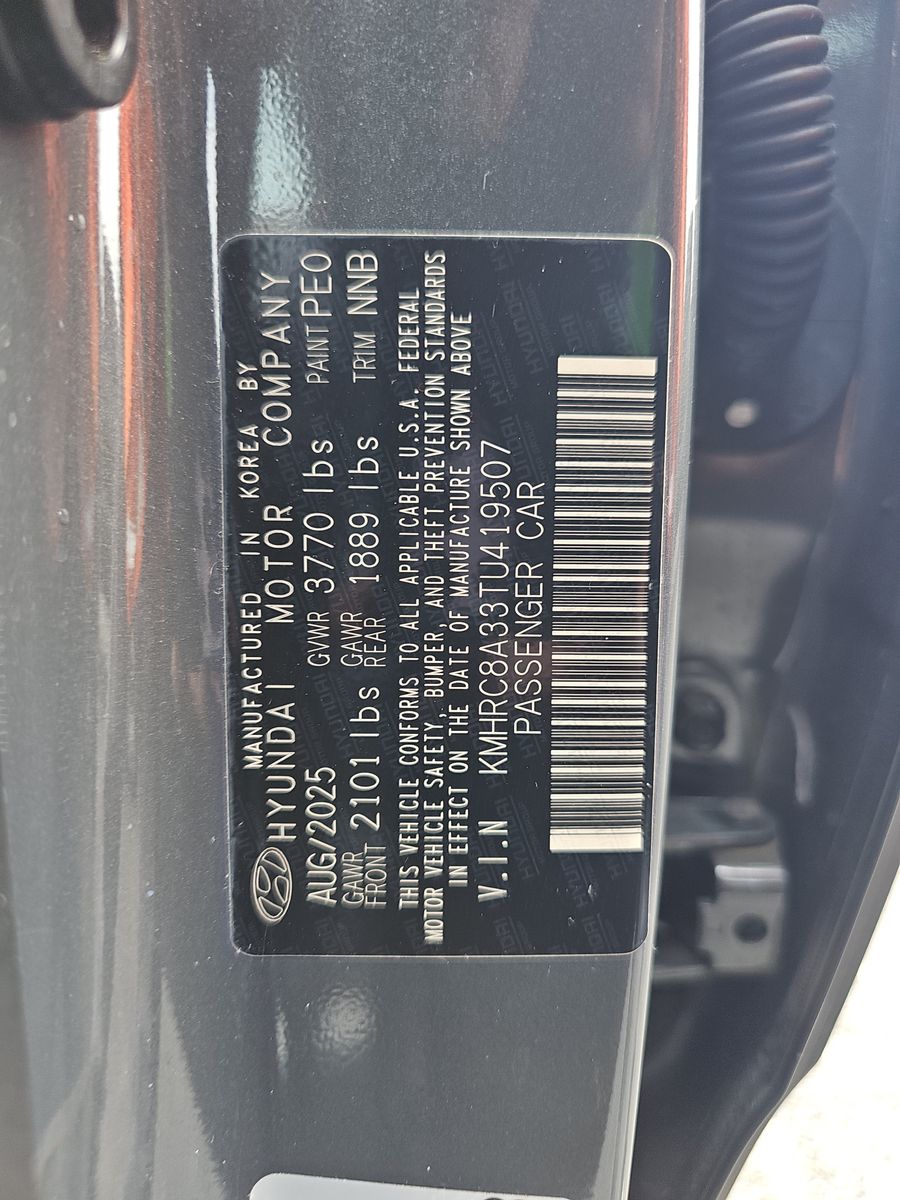 MANUFACTURED IN KOREA BY
HYUNDAI MOTOR COMPANY
AUG/2025 GVWR 3770 lbs PAINT PE0
GAWR FRONT 2101 lbs GAWR REAR 1889 lbs TRIM NNB
THIS VEHICLE CONFORMS TO ALL APPLICABLE U.S.A. FEDERAL
MOTOR VEHICLE SAFETY, BUMPER, AND THEFT PREVENTION STANDARDS
IN EFFECT ON THE DATE OF MANUFACTURE SHOWN ABOVE
V.I.N KMHRC8A33TU419507
PASSENGER CAR